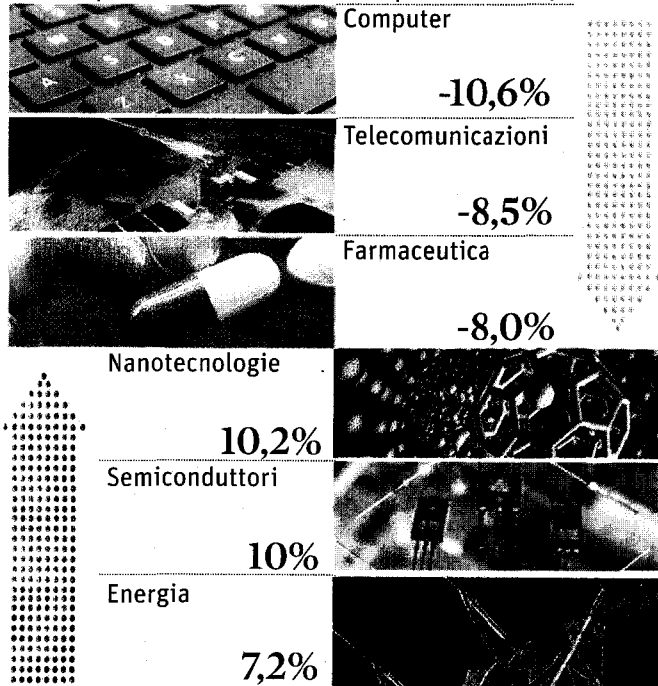 Computer
-10,6%
Telecomunicazioni
-8,5%
Farmaceutica
-8,0%
Nanotecnologie
10,2%
Semiconduttori
10%
Energia
7,2%